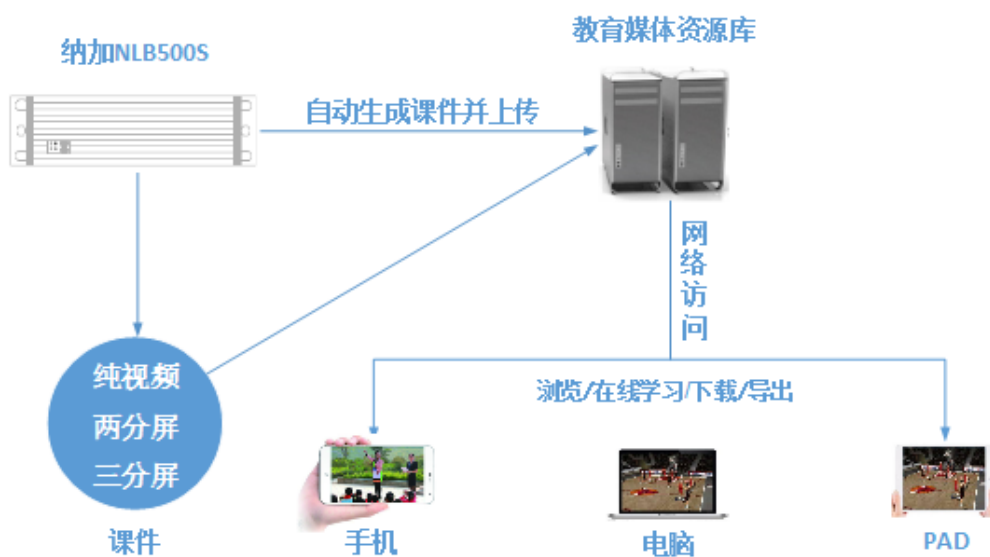 教育媒体资源库
纳加NLB500S
自动生成课件并上传
网络访问
纯视频
两分屏
三分屏
浏览/在线学习/下载/导出
课件
手机
电脑
PAD